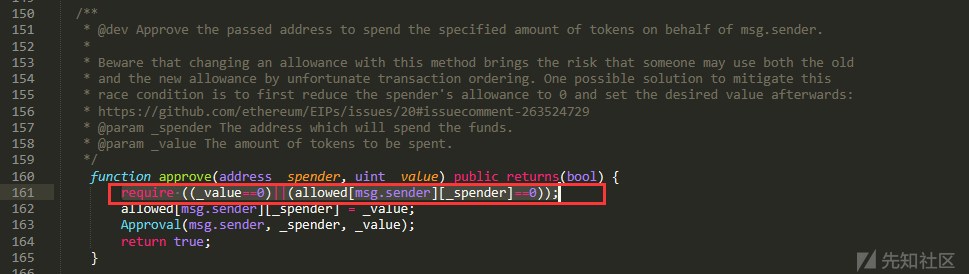 150 /**
151 * @dev Approve the passed address to spend the specified amount of tokens on behalf of msg.sender.
152 *
153 * Beware that changing an allowance with this method brings the risk that someone may use both the old
154 * and the new allowance by unfortunate transaction ordering. One possible solution to mitigate this
155 * race condition is to first reduce the spender's allowance to 0 and set the desired value afterwards:
156 * https://github.com/ethereum/EIPs/issues/20#issuecomment-263524729
157 * @param _spender The address which will spend the funds.
158 * @param _value The amount of tokens to be spent.
159 */
160 function approve(address _spender, uint _value) public returns(bool) {
161 require ((_value==0)||(allowed[msg.sender][_spender]==0));
162 allowed[msg.sender][_spender] = _value;
163 Approval(msg.sender, _spender, _value);
164 return true;
165 }
166
先知社区